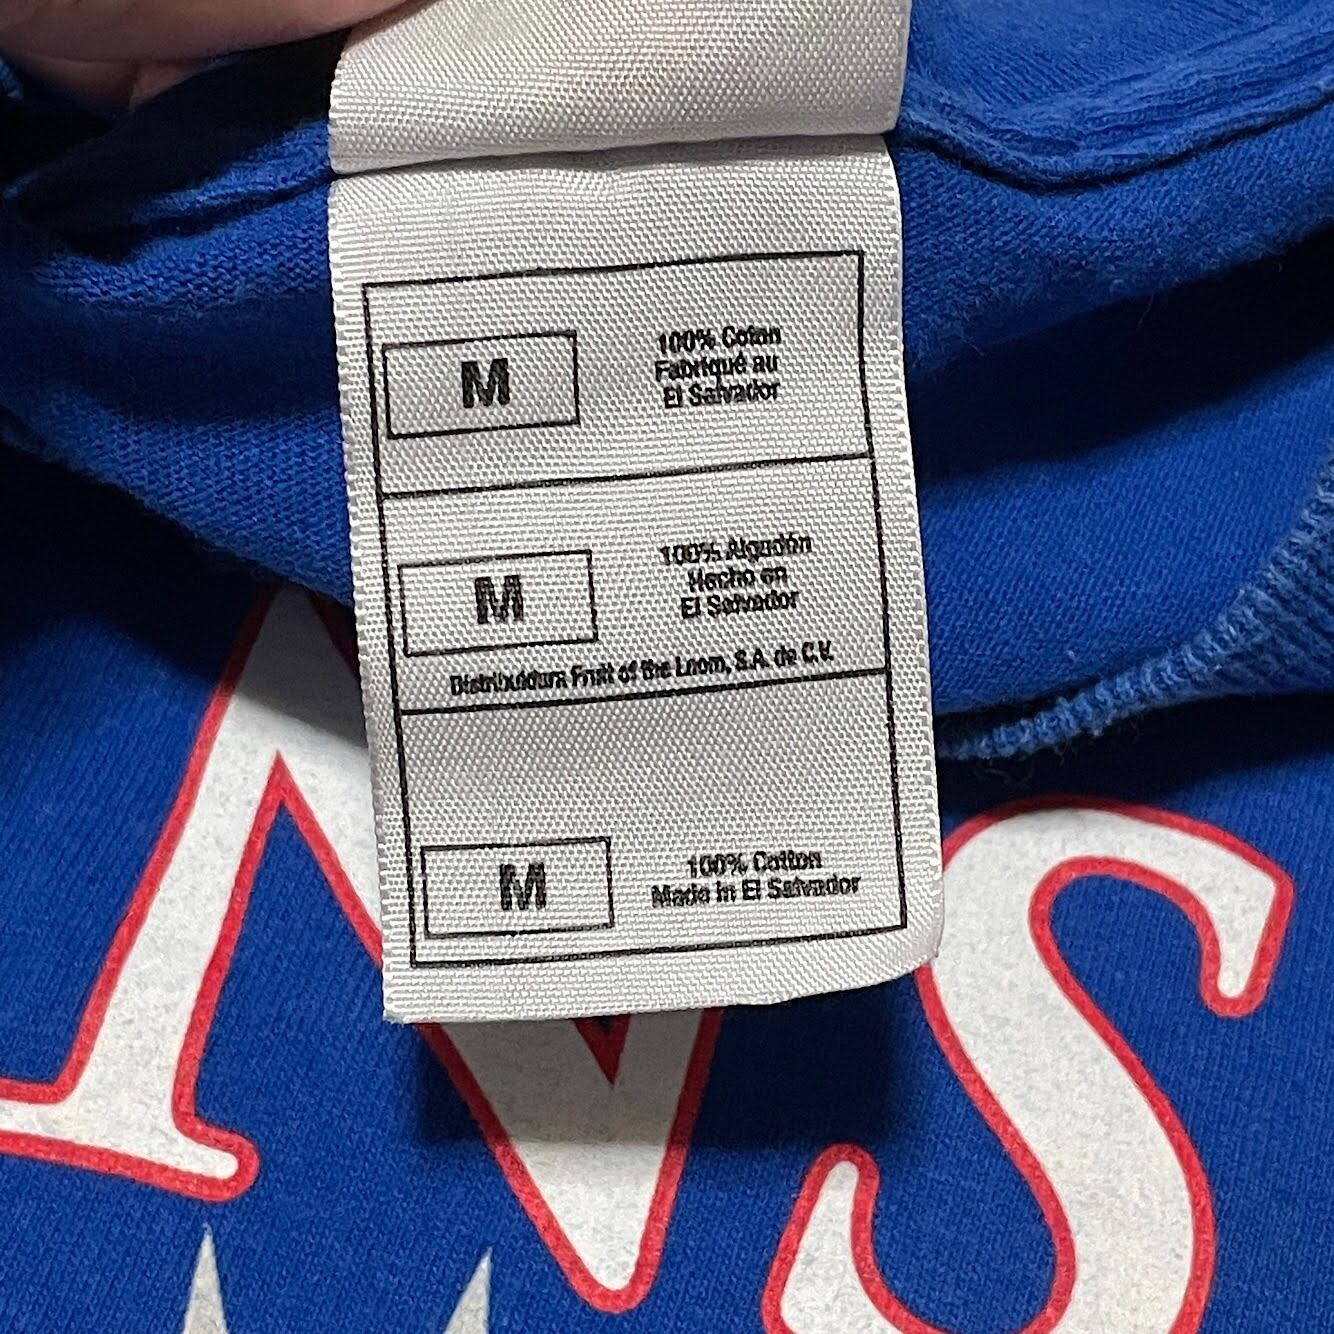 M
100% Coton
Fabriqué au
El Salvador
M
100% Algodón
Hecho en
El Salvador
Distribuidora Fruit of the Loom, S.A. de C.V.
M
100% Cotton
Made in El Salvador
NS